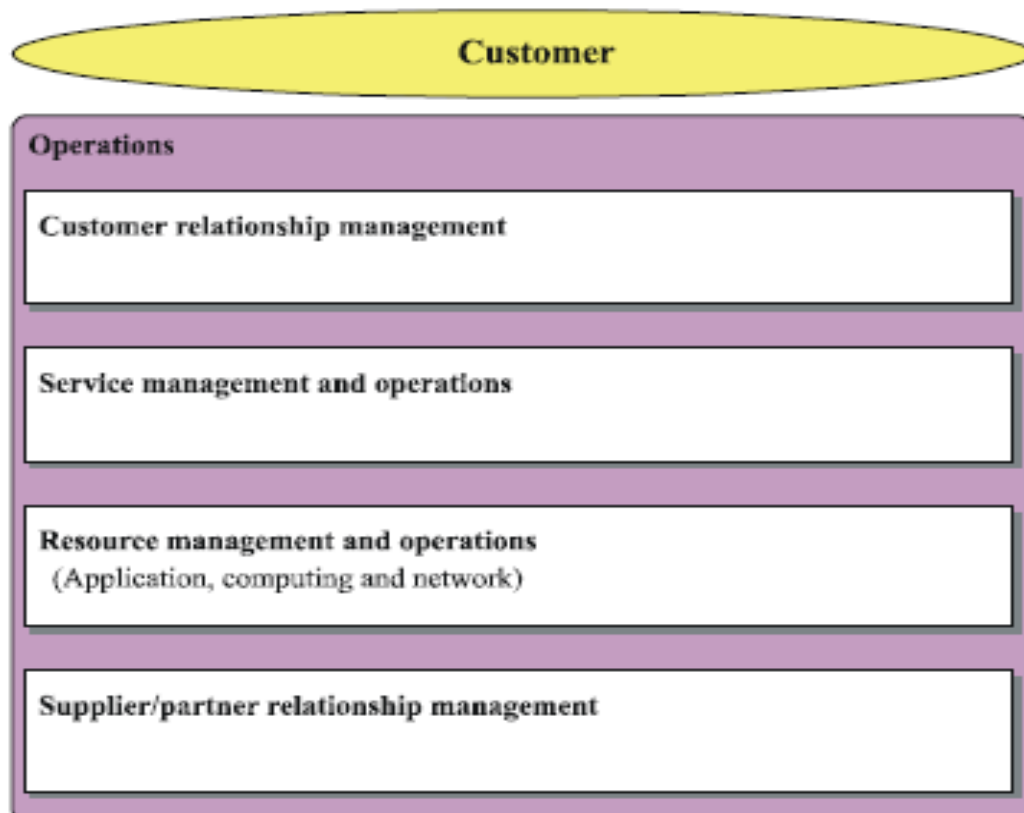 Customer
Operations
Customer relationship management
Service management and operations
Resource management and operations
(Application, computing and network)
Supplier/partner relationship management